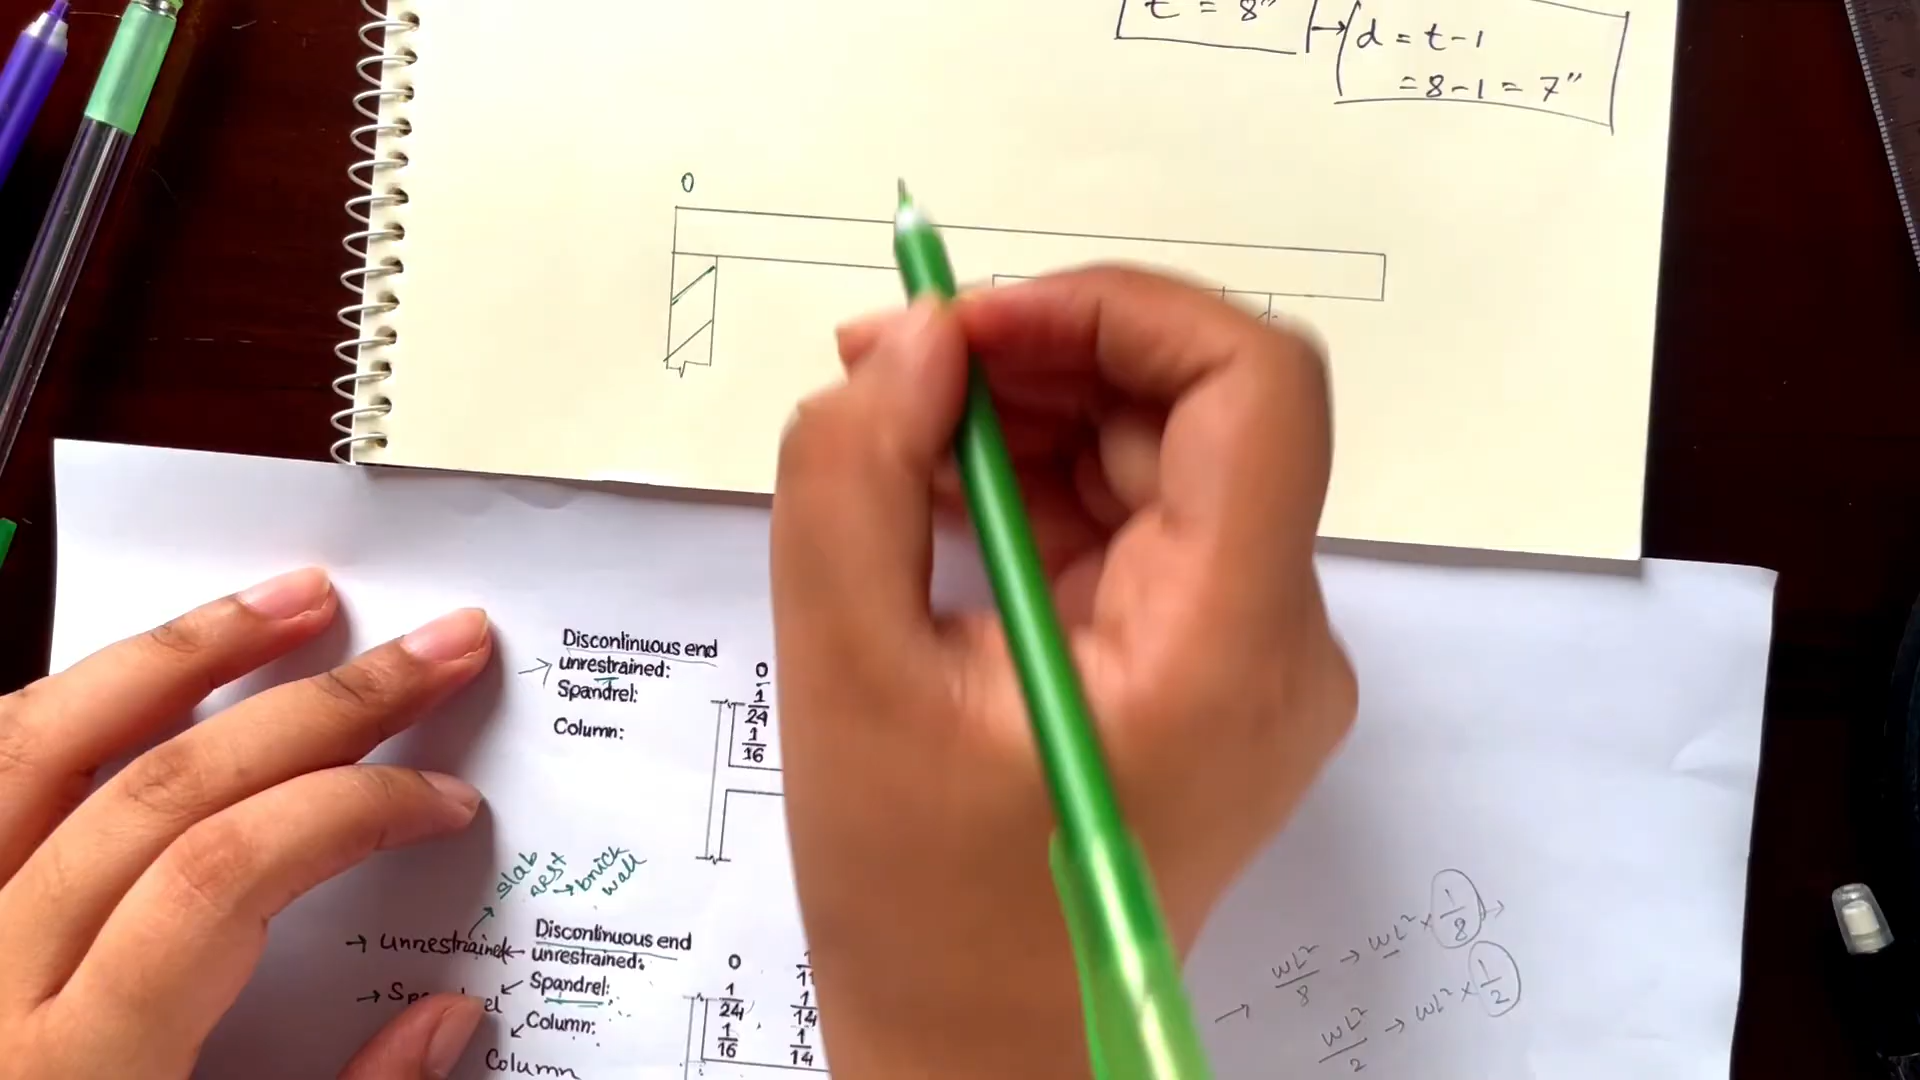 t = 8"
d = t-1
=8-1 = 7"
0
Discontinuous end
unrestrained:
Spandrel:
Column:
0
1/24
1/16
slab
rest
→brick
wall
→ unrestrained
Discontinuous end
unrestrained:
Spandrel:
Column:
Column
0
1/24
1/16
1/14
1/14
→ wL²/8 → wL² × 1/8 →
wL²/2 → wL² × 1/2